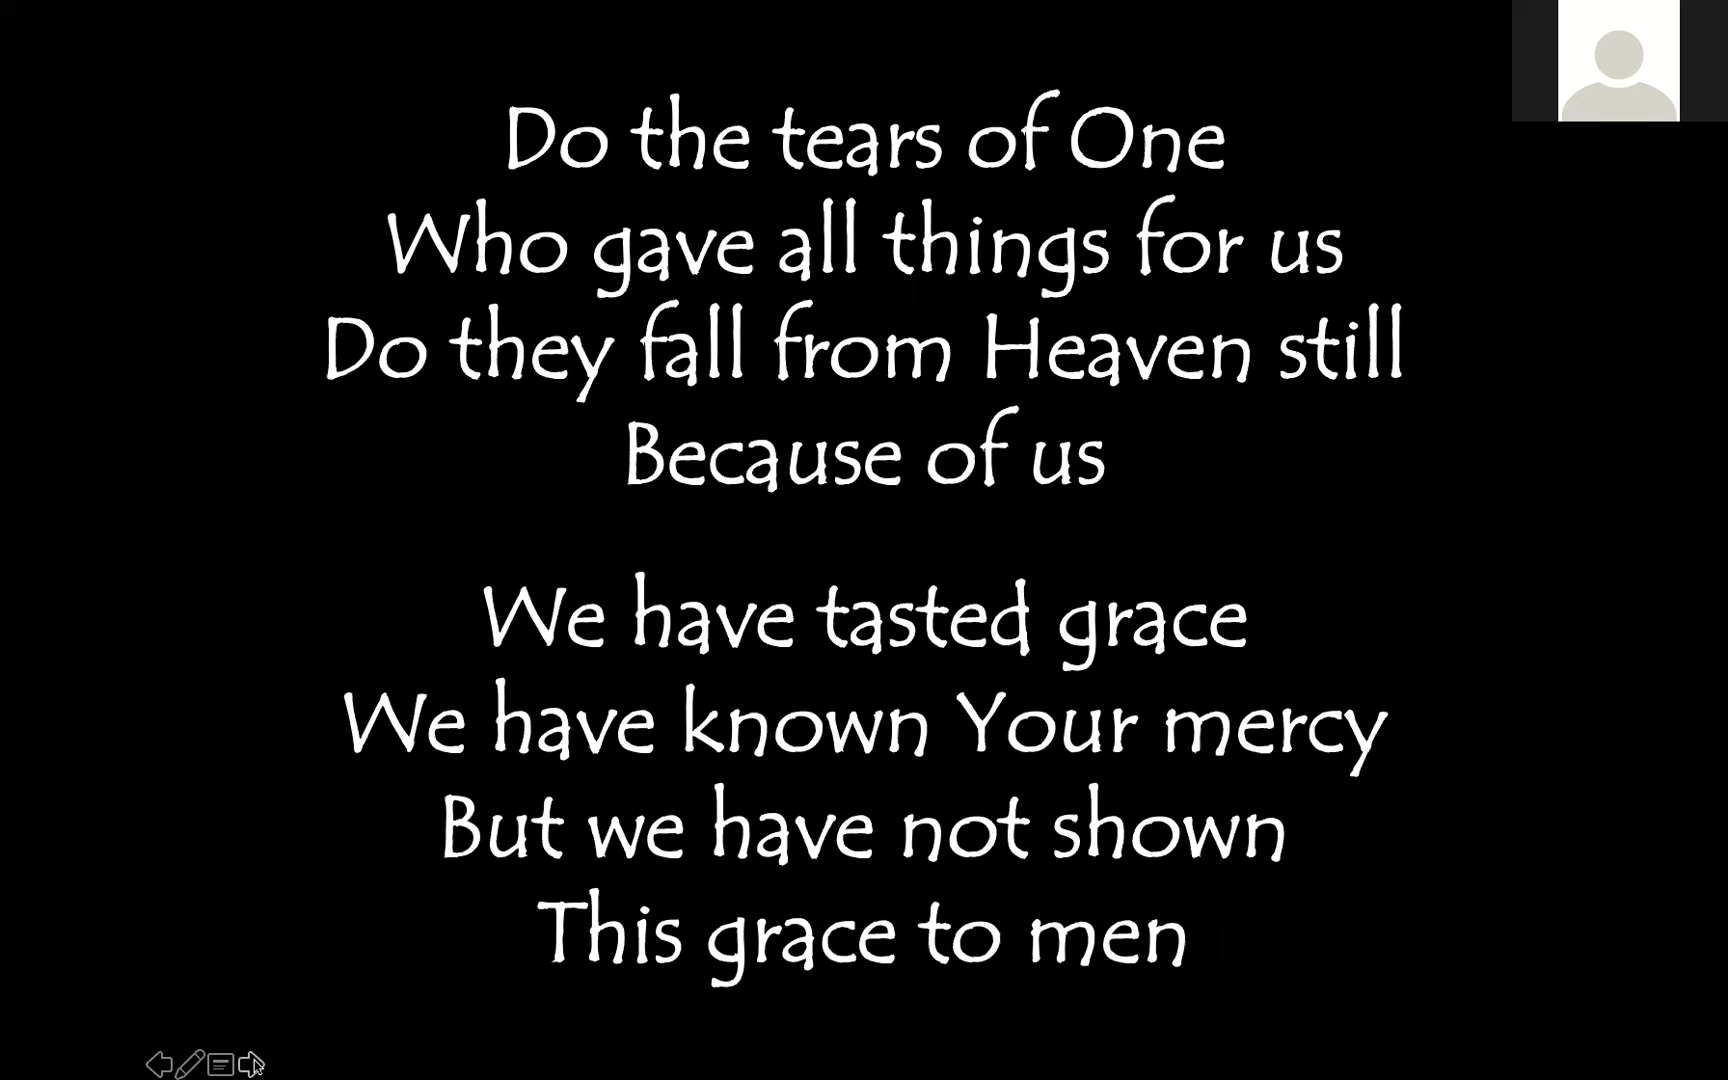 Do the tears of One
Who gave all things for us
Do they fall from Heaven still
Because of us
We have tasted grace
We have known Your mercy
But we have not shown
This grace to men